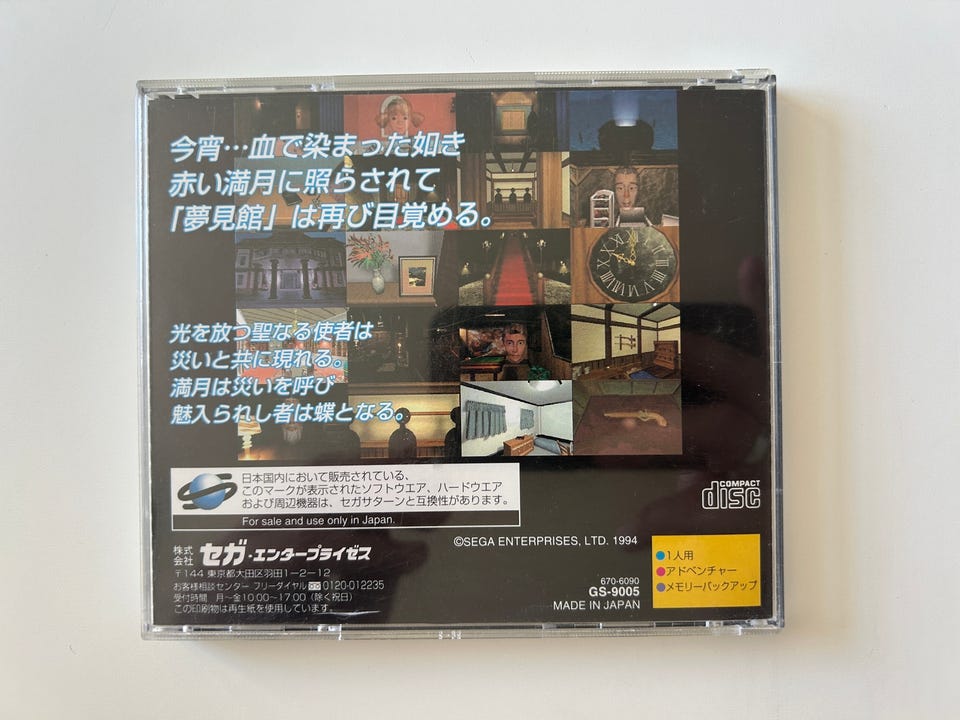 今宵…血で染まった如き
赤い満月に照らされて
「夢見館」は再び目覚める。
光を放つ聖なる使者は
災いと共に現れる。
満月は災いを呼び
魅入られし者は蝶となる。
日本国内において販売されている、
このマークが表示されたソフトウエア、ハードウエア
および周辺機器は、セガサターンと互換性があります。
For sale and use only in Japan.
COMPACT
disc
©SEGA ENTERPRISES, LTD. 1994
株式会社 セガ・エンタープライゼス
〒144 東京都大田区羽田1-2-12
お客様相談センター フリーダイヤル 0120-012235
受付時間 月〜金10:00〜17:00(除く祝日)
この印刷物は再生紙を使用しています。
670-6090
GS-9005
MADE IN JAPAN
●1人用
●アドベンチャー
●メモリーバックアップ